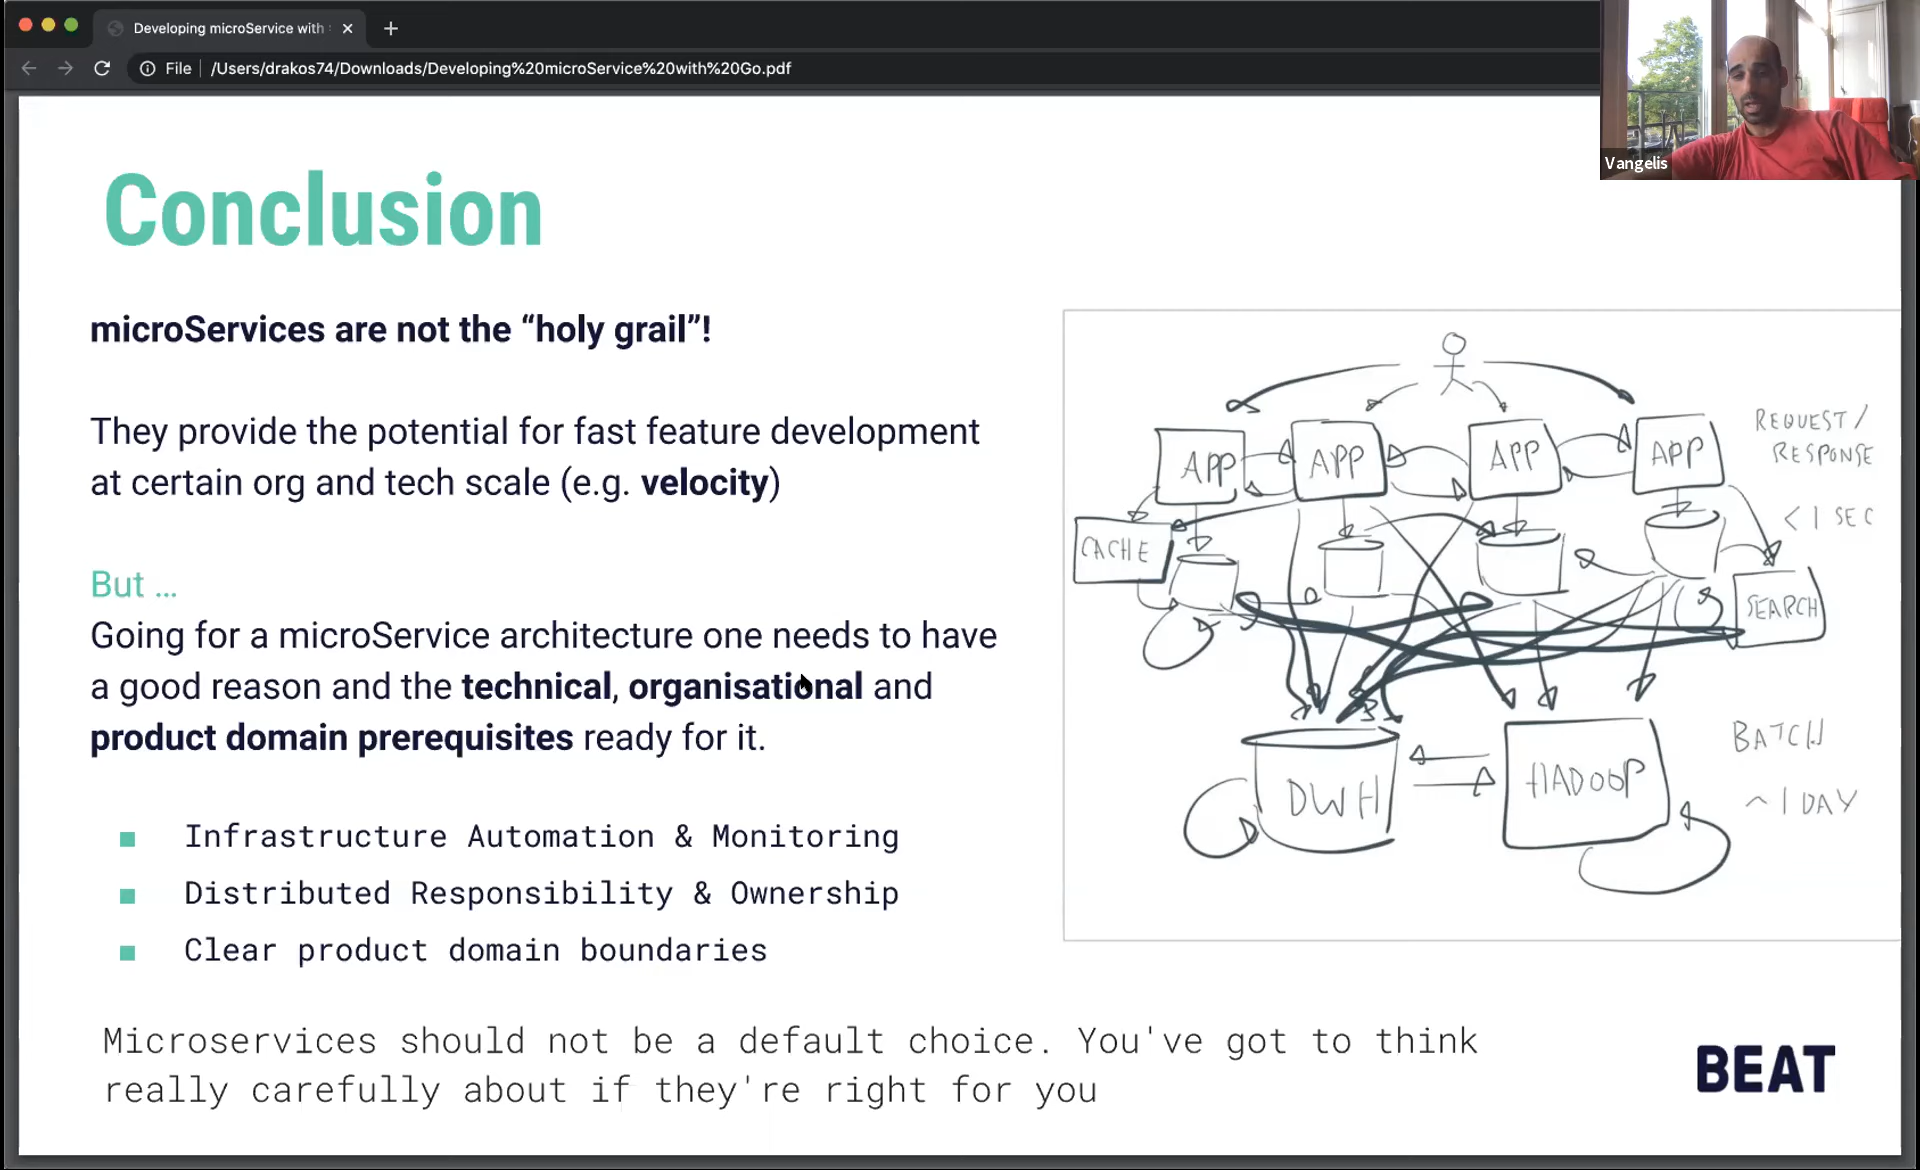 Developing microService with
File
/Users/drakos74/Downloads/Developing%20microService%20with%20Go.pdf
Vangelis
Conclusion
microServices are not the “holy grail”!
They provide the potential for fast feature development
at certain org and tech scale (e.g. velocity)
But ...
Going for a microService architecture one needs to have
a good reason and the technical, organisational and
product domain prerequisites ready for it.
Infrastructure Automation & Monitoring
Distributed Responsibility & Ownership
Clear product domain boundaries
Microservices should not be a default choice. You've got to think
really carefully about if they're right for you
APP
APP
APP
APP
REQUEST /
RESPONSE
< 1 SEC
CACHE
SEARCH
DWH
HADOOP
BATCH
~ 1 DAY
BEAT